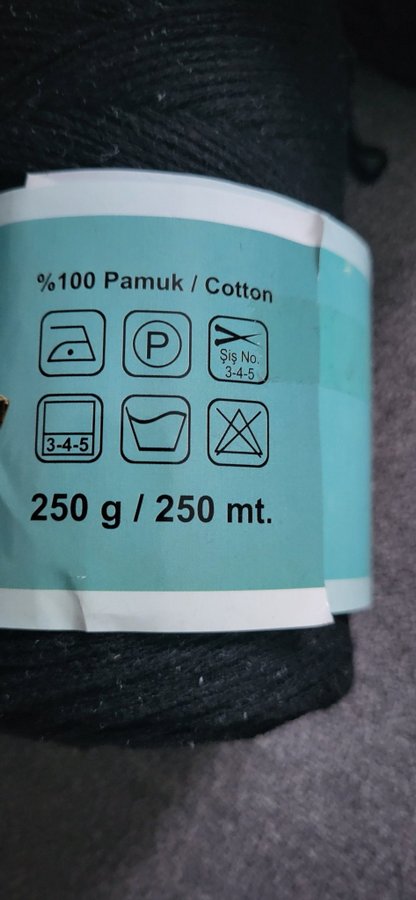 %100 Pamuk / Cotton
P
Şiş No.
3-4-5
3-4-5
250 g / 250 mt.